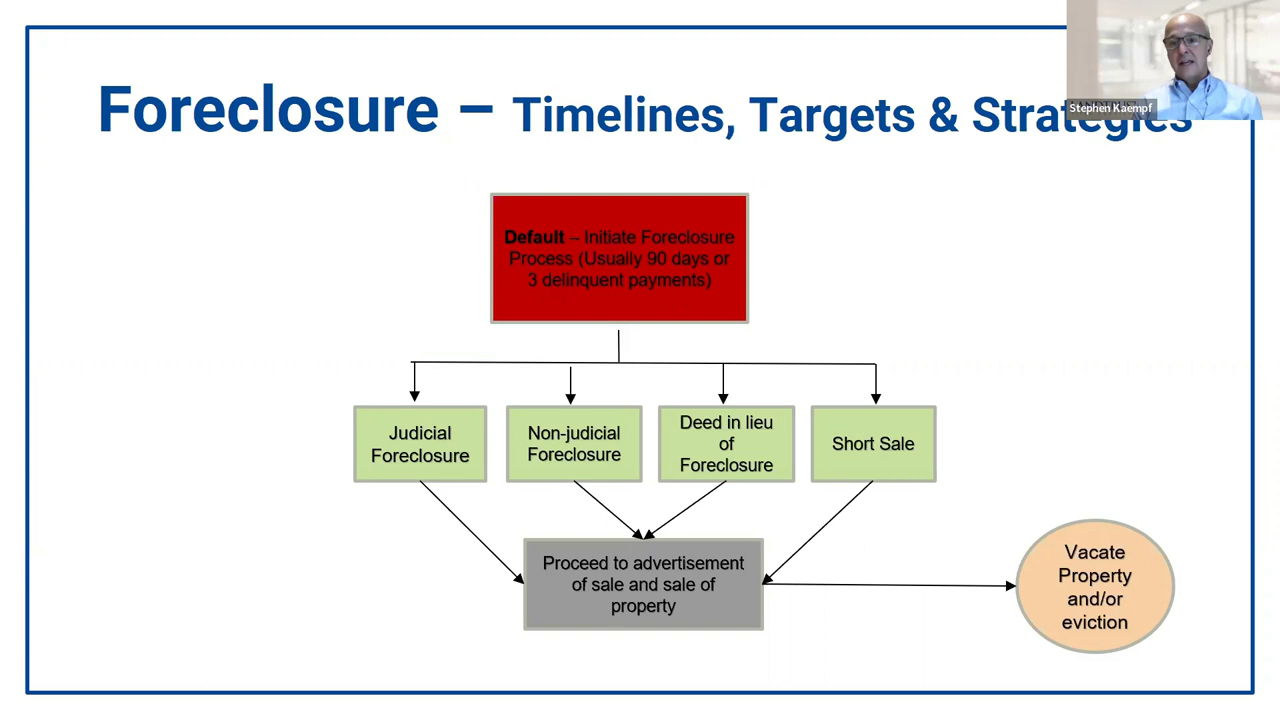 Foreclosure – Timelines, Targets & Strategies
Stephen Kaempf
Default – Initiate Foreclosure
Process (Usually 90 days or
3 delinquent payments)
Judicial
Foreclosure
Non-judicial
Foreclosure
Deed in lieu
of
Foreclosure
Short Sale
Proceed to advertisement
of sale and sale of
property
Vacate
Property
and/or
eviction